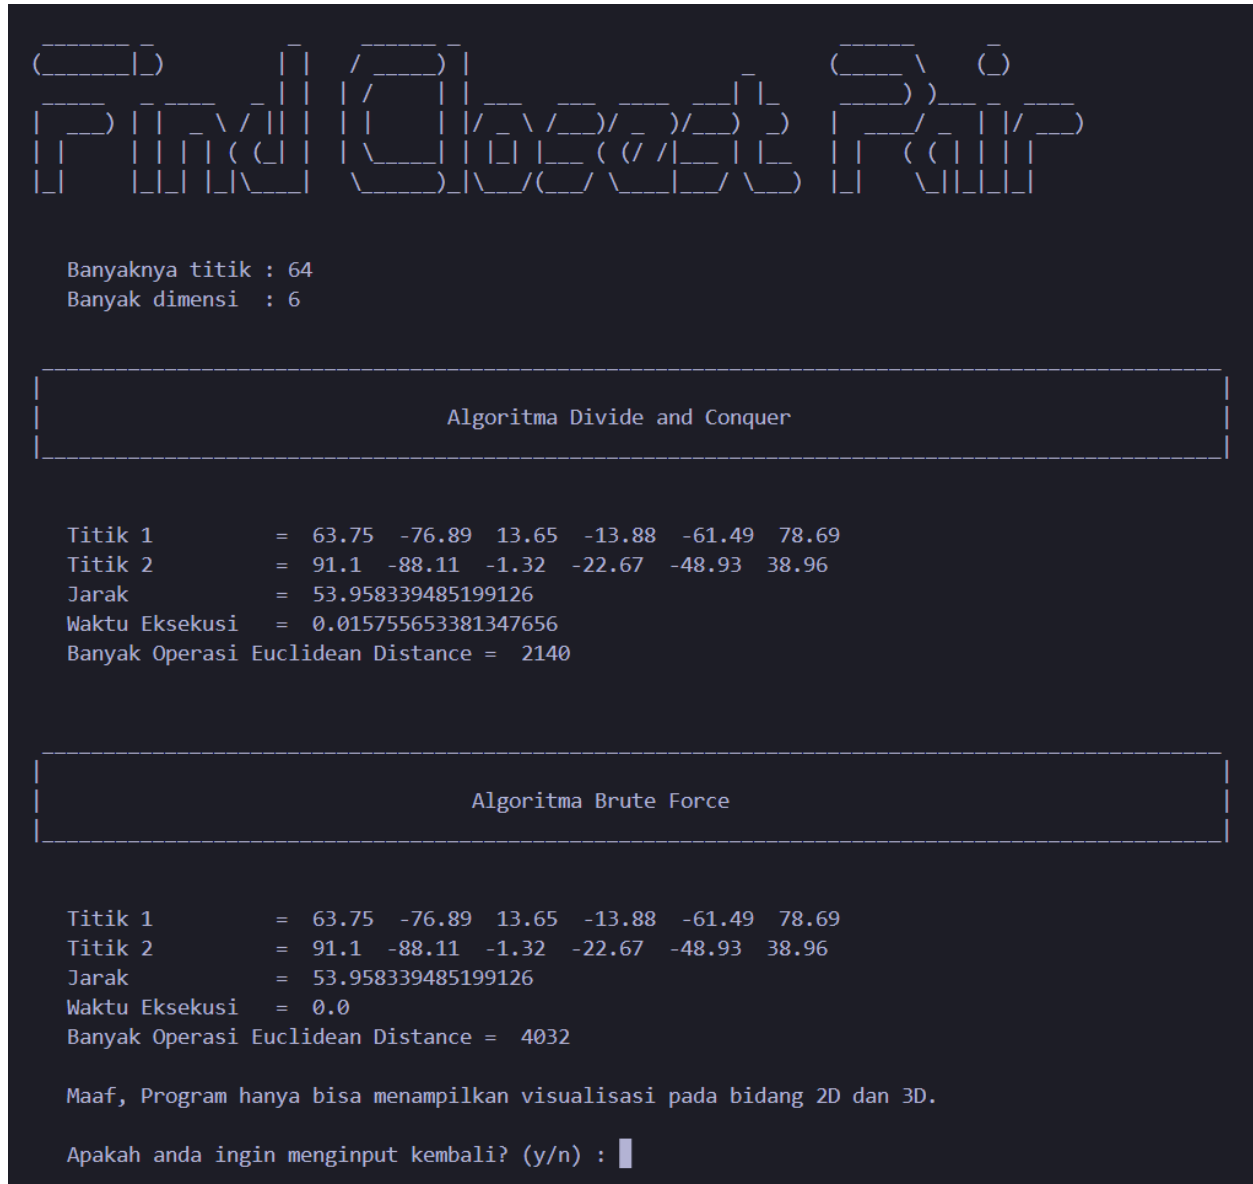 Find Closest Pair
Banyaknya titik : 64
Banyak dimensi  : 6
Algoritma Divide and Conquer
Titik 1          =  63.75  -76.89  13.65  -13.88  -61.49  78.69
Titik 2          =  91.1  -88.11  -1.32  -22.67  -48.93  38.96
Jarak            =  53.958339485199126
Waktu Eksekusi   =  0.015755653381347656
Banyak Operasi Euclidean Distance =  2140
Algoritma Brute Force
Titik 1          =  63.75  -76.89  13.65  -13.88  -61.49  78.69
Titik 2          =  91.1  -88.11  -1.32  -22.67  -48.93  38.96
Jarak            =  53.958339485199126
Waktu Eksekusi   =  0.0
Banyak Operasi Euclidean Distance =  4032
Maaf, Program hanya bisa menampilkan visualisasi pada bidang 2D dan 3D.
Apakah anda ingin menginput kembali? (y/n) :